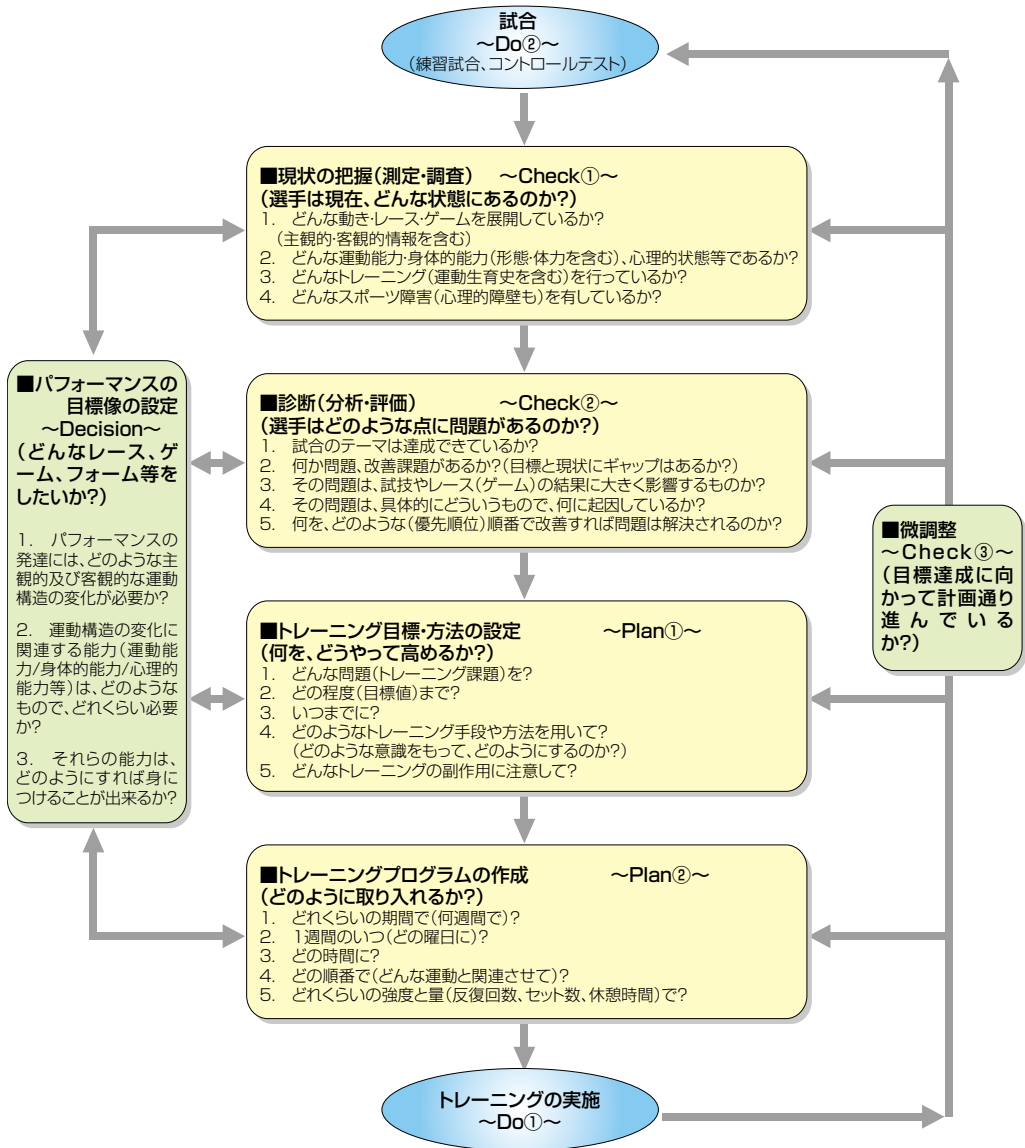 試合
～Do②～
(練習試合、コントロールテスト)
■現状の把握(測定・調査)　～Check①～
(選手は現在、どんな状態にあるのか?)
1.　どんな動き・レース・ゲームを展開しているか?
(主観的・客観的情報を含む)
2.　どんな運動能力・身体的能力(形態・体力を含む)、心理的状態等であるか?
3.　どんなトレーニング(運動生育史を含む)を行っているか?
4.　どんなスポーツ障害(心理的障壁も)を有しているか?
■パフォーマンスの
目標像の設定
～Decision～
(どんなレース、ゲ
ーム、フォーム等を
したいか?)
1.　パフォーマンスの
発達には、どのような主
観的及び客観的な運動
構造の変化が必要か?
2.　運動構造の変化に
関連する能力(運動能
力/身体的能力/心理的
能力等)は、どのような
もので、どれくらい必要
か?
3.　それらの能力は、
どのようにすれば身に
つけることが出来るか?
■診断(分析・評価)　～Check②～
(選手はどのような点に問題があるのか?)
1.　試合のテーマは達成できているか?
2.　何か問題、改善課題があるか?(目標と現状にギャップはあるか?)
3.　その問題は、試技やレース(ゲーム)の結果に大きく影響するものか?
4.　その問題は、具体的にどういうもので、何に起因しているか?
5.　何を、どのような(優先順位)順番で改善すれば問題は解決されるのか?
■微調整
～Check③～
(目標達成に向
かって計画通り
進んでいる
か?)
■トレーニング目標・方法の設定　～Plan①～
(何を、どうやって高めるか?)
1.　どんな問題(トレーニング課題)を?
2.　どの程度(目標値)まで?
3.　いつまでに?
4.　どのようなトレーニング手段や方法を用いて?
(どのような意識をもって、どのようにするのか?)
5.　どんなトレーニングの副作用に注意して?
■トレーニングプログラムの作成　～Plan②～
(どのように取り入れるか?)
1.　どれくらいの期間で(何週間で)?
2.　1週間のいつ(どの曜日に)?
3.　どの時間に?
4.　どの順番で(どんな運動と関連させて)?
5.　どれくらいの強度と量(反復回数、セット数、休憩時間)で?
トレーニングの実施
～Do①～